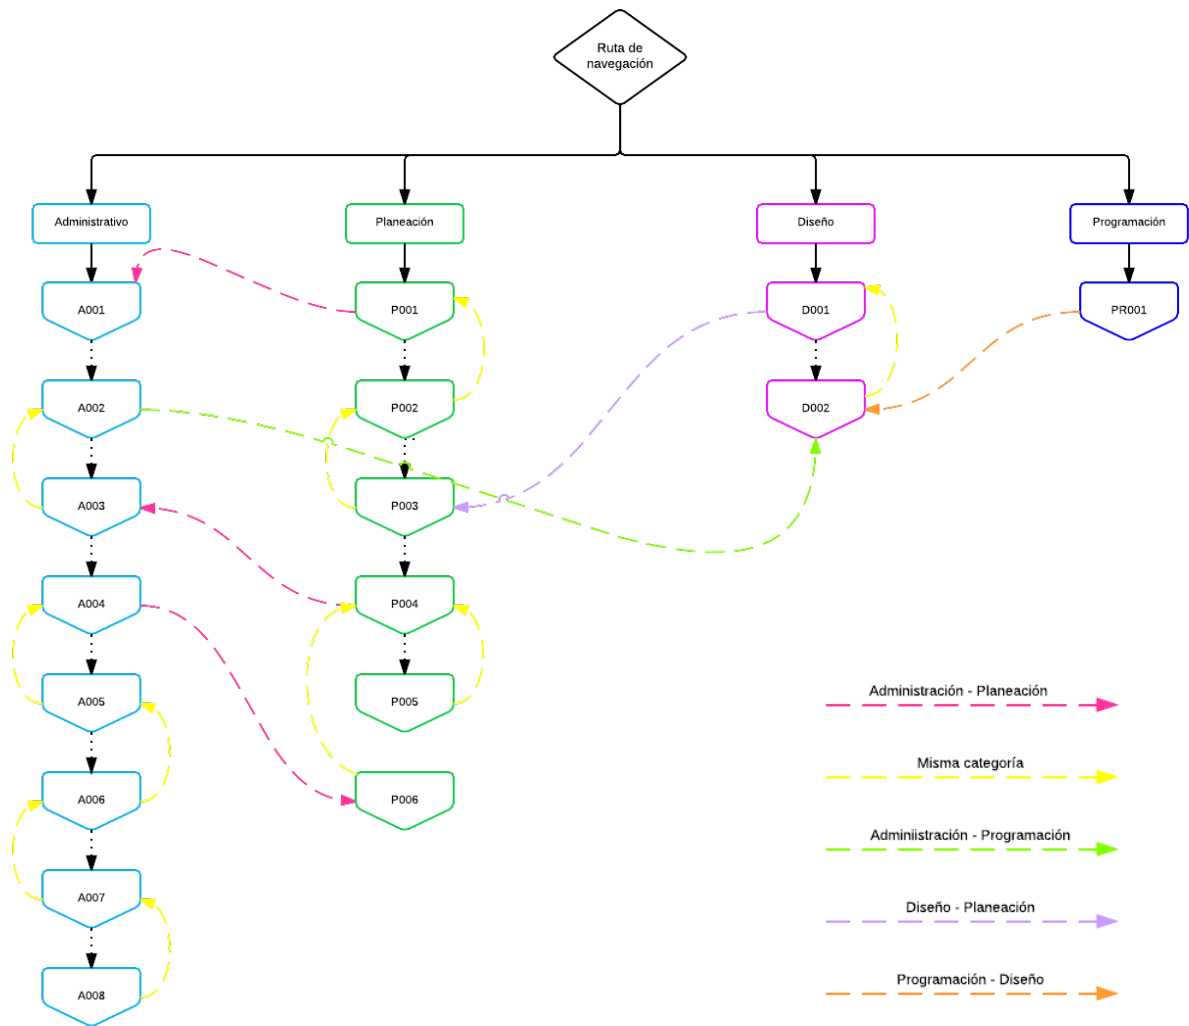 Ruta de
navegación
Administrativo
Planeación
Diseño
Programación
A001
P001
D001
PR001
A002
P002
D002
A003
P003
A004
P004
A005
P005
A006
P006
A007
A008
Administración - Planeación
Misma categoría
Adminiistración - Programación
Diseño - Planeación
Programación - Diseño